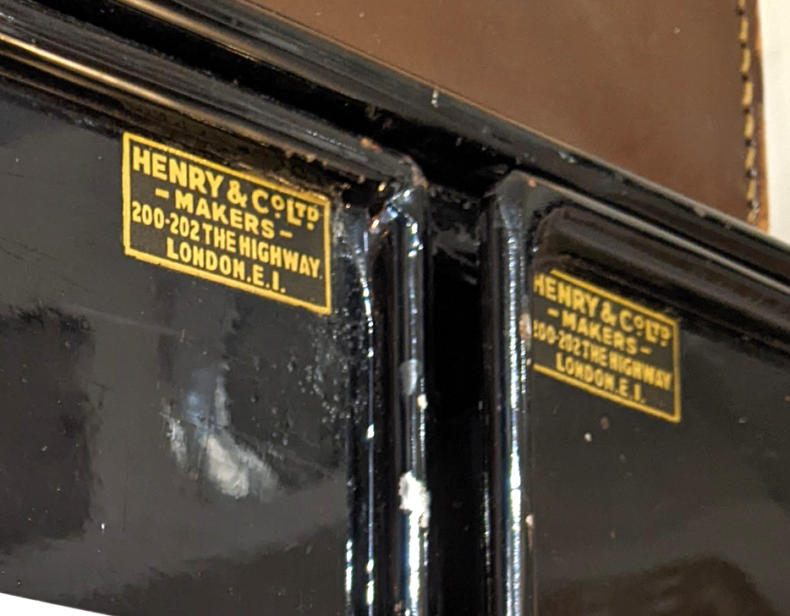 HENRY & Co LTD
- MAKERS -
200-202 THE HIGHWAY.
LONDON. E. I.
HENRY & Co LTD
- MAKERS -
200-202 THE HIGHWAY
LONDON. E. I.